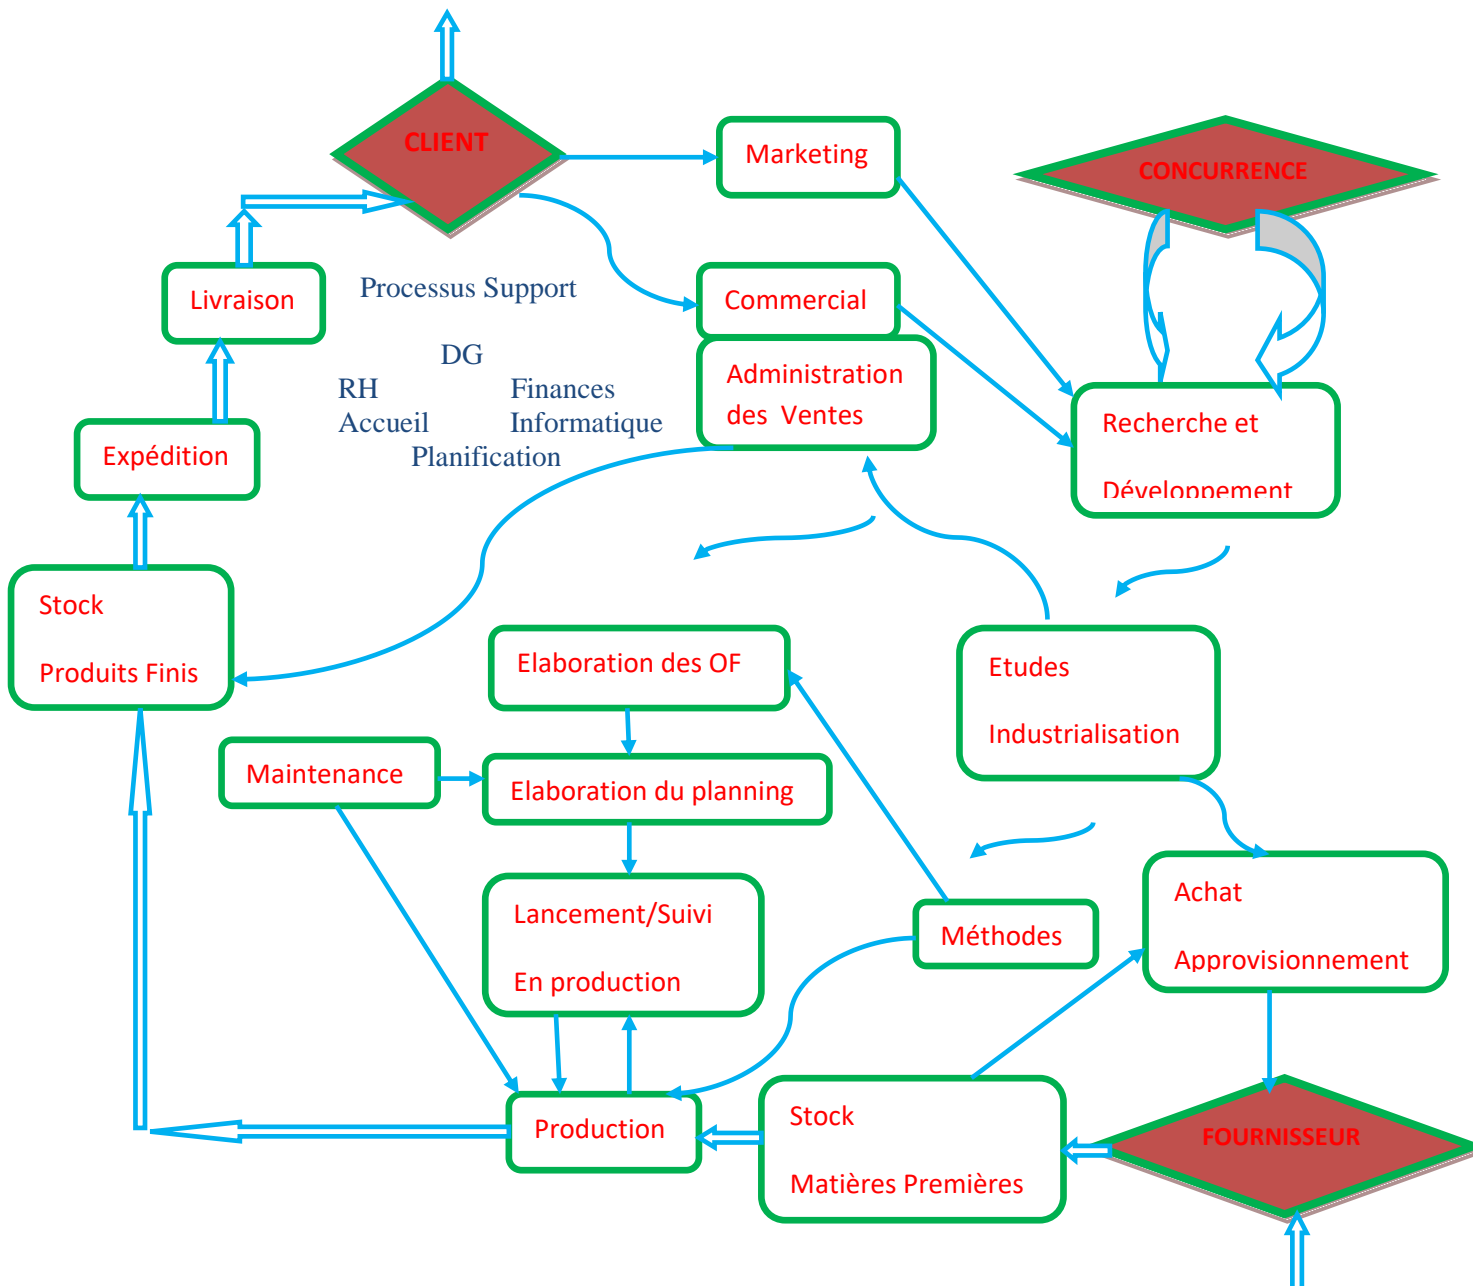 CLIENT
Marketing
CONCURRENCE
Livraison
Processus Support
Commercial
DG
RH Finances
Accueil Informatique
Planification
Administration
des Ventes
Recherche et
Développement
Expédition
Stock
Produits Finis
Elaboration des OF
Etudes
Industrialisation
Maintenance
Elaboration du planning
Lancement/Suivi
En production
Méthodes
Achat
Approvisionnement
Production
Stock
Matières Premières
FOURNISSEUR